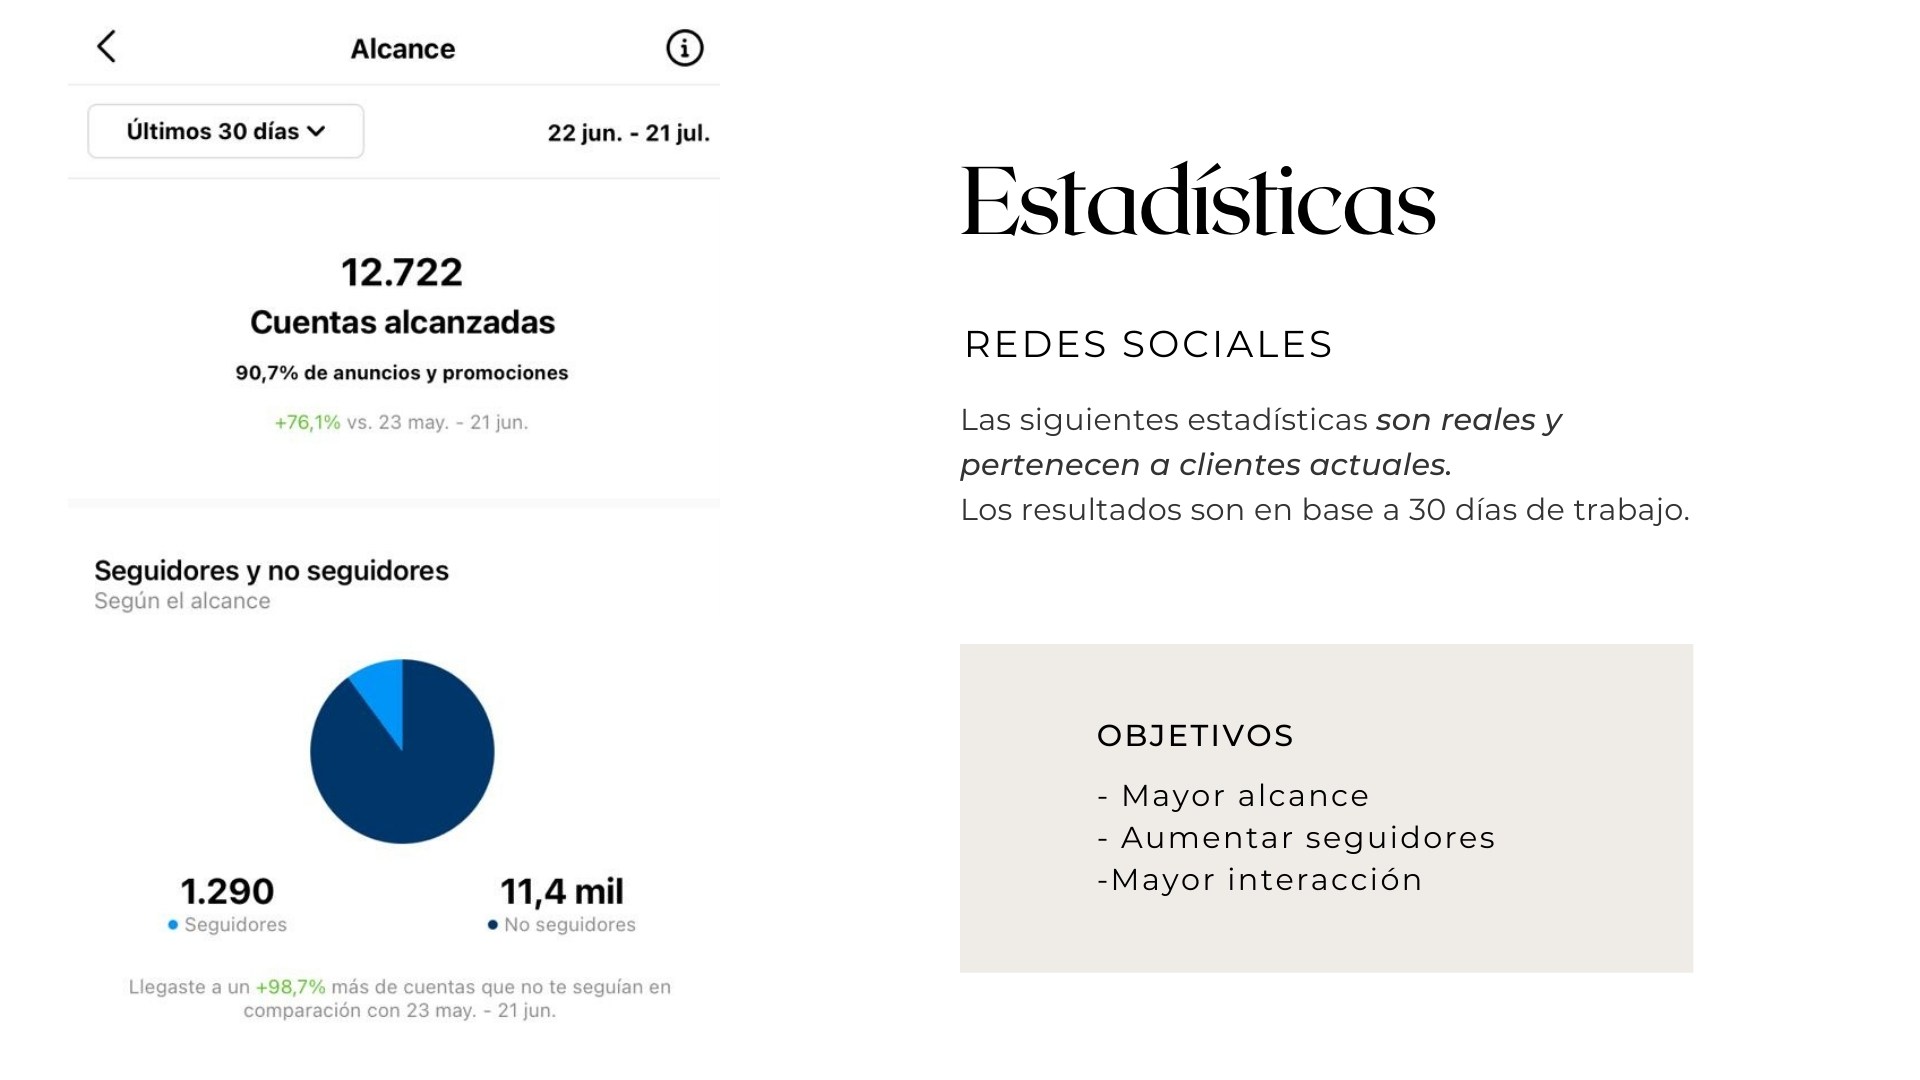 Alcance
Últimos 30 días
22 jun. - 21 jul.
12.722
Cuentas alcanzadas
90,7% de anuncios y promociones
+76,1% vs. 23 may. - 21 jun.
Seguidores y no seguidores
Según el alcance
1.290
Seguidores
11,4 mil
No seguidores
Llegaste a un +98,7% más de cuentas que no te seguían en
comparación con 23 may. - 21 jun.
Estadísticas
REDES SOCIALES
Las siguientes estadísticas son reales y
pertenecen a clientes actuales.
Los resultados son en base a 30 días de trabajo.
OBJETIVOS
- Mayor alcance
- Aumentar seguidores
-Mayor interacción